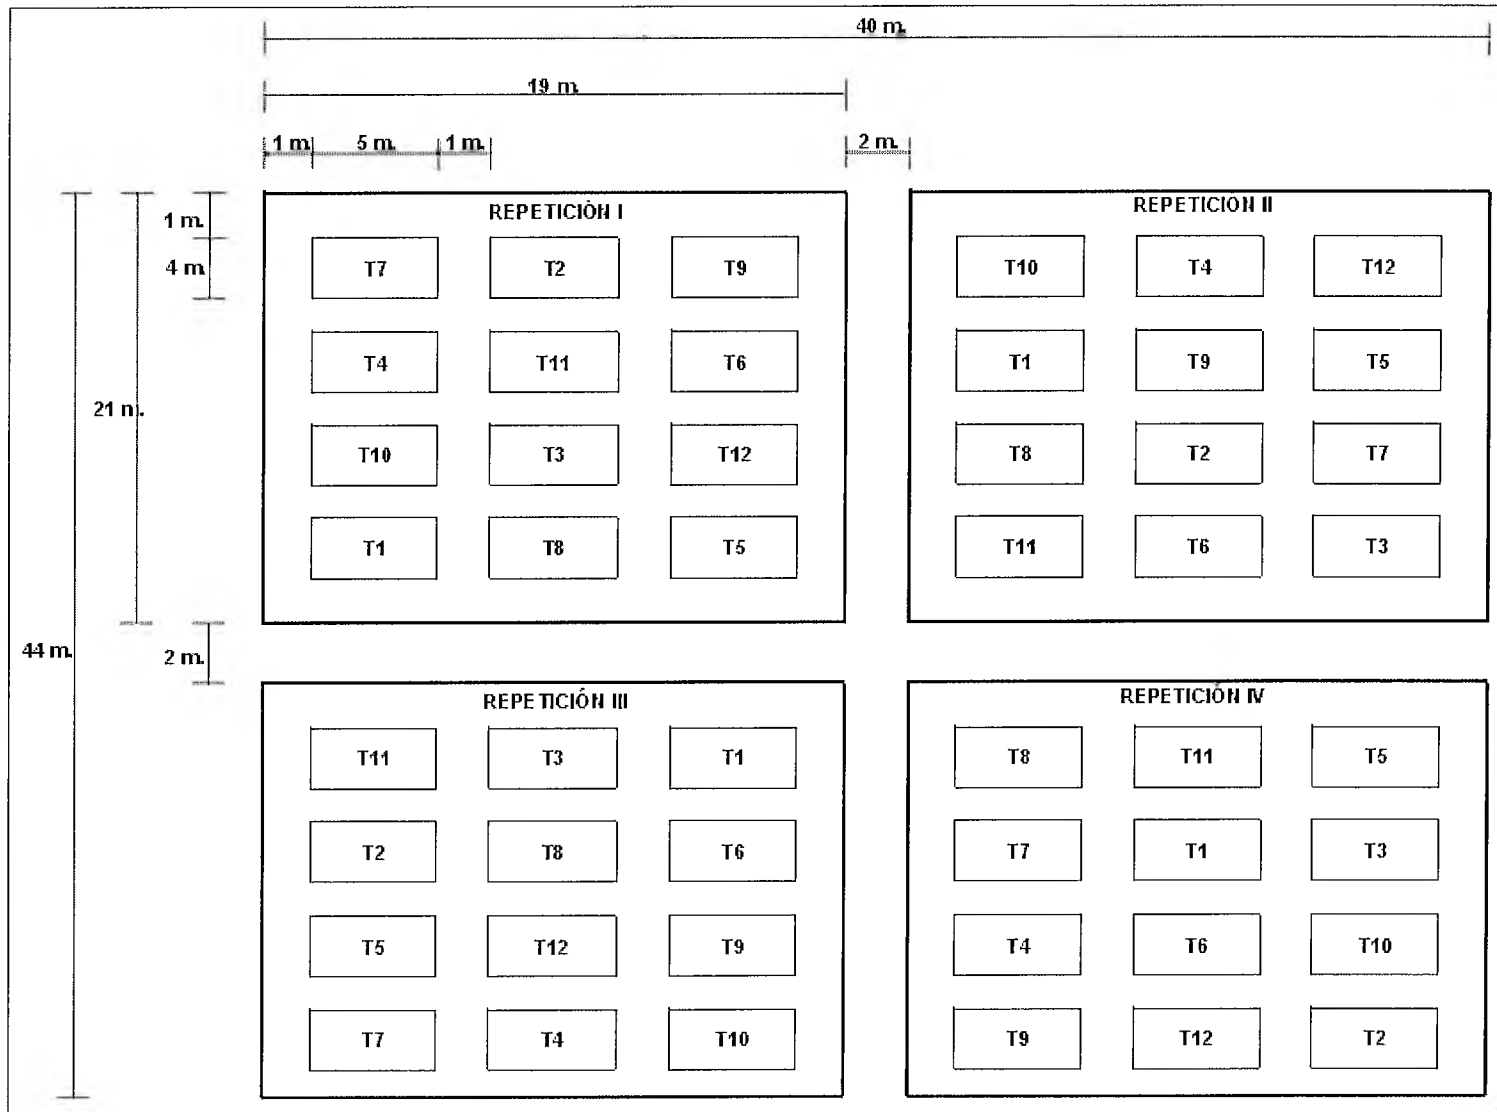 40 m.
19 m.
1 m. 5 m. 1 m. 2 m.
REPETICIÓN I
REPETICIÓN II
1 m.
4 m.
T7 T2 T9
T10 T4 T12
T4 T11 T6
T1 T9 T5
21 m.
T10 T3 T12
T8 T2 T7
T1 T8 T5
T11 T6 T3
44 m.
2 m.
REPETICIÓN III
REPETICIÓN IV
T11 T3 T1
T8 T11 T5
T2 T8 T6
T7 T1 T3
T5 T12 T9
T4 T6 T10
T7 T4 T10
T9 T12 T2